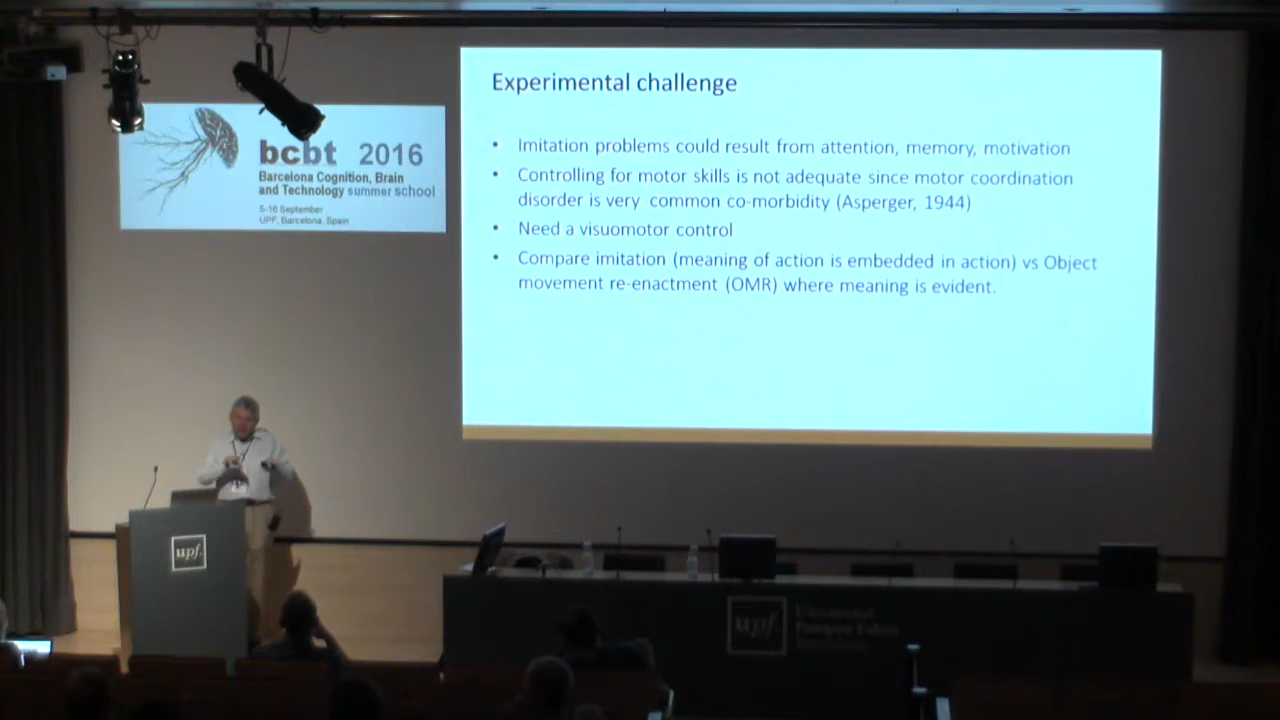 bcbt 2016
Barcelona Cognition, Brain
and Technology summer school
5-16 September
UPF, Barcelona, Spain
Experimental challenge
• Imitation problems could result from attention, memory, motivation
• Controlling for motor skills is not adequate since motor coordination
disorder is very common co-morbidity (Asperger, 1944)
• Need a visuomotor control
• Compare imitation (meaning of action is embedded in action) vs Object
movement re-enactment (OMR) where meaning is evident.
upf.
upf
Universitat
Pompeu Fabra